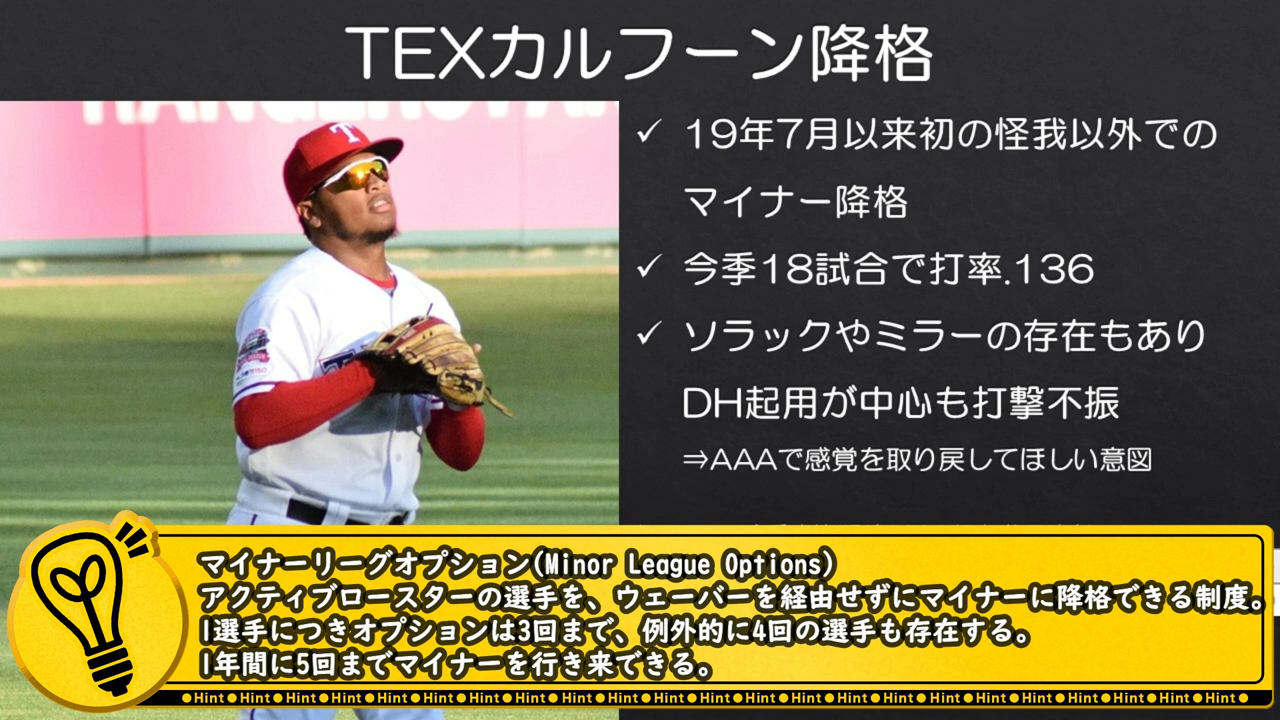 TEXカルフーン降格
✓ 19年7月以来初の怪我以外での
マイナー降格
✓ 今季18試合で打率.136
✓ ソラックやミラーの存在もあり
DH起用が中心も打撃不振
⇒AAAで感覚を取り戻してほしい意図
T
マイナーリーグオプション(Minor League Options)
アクティブロースターの選手を、ウェーバーを経由せずにマイナーに降格できる制度。
1選手につきオプションは3回まで、例外的に4回の選手も存在する。
1年間に5回までマイナーを行き来できる。
●Hint●Hint●Hint●Hint●Hint●Hint●Hint●Hint●Hint●Hint●Hint●Hint●Hint●Hint●Hint●Hint●Hint●Hint●Hint●Hint●Hint●Hint●Hint●